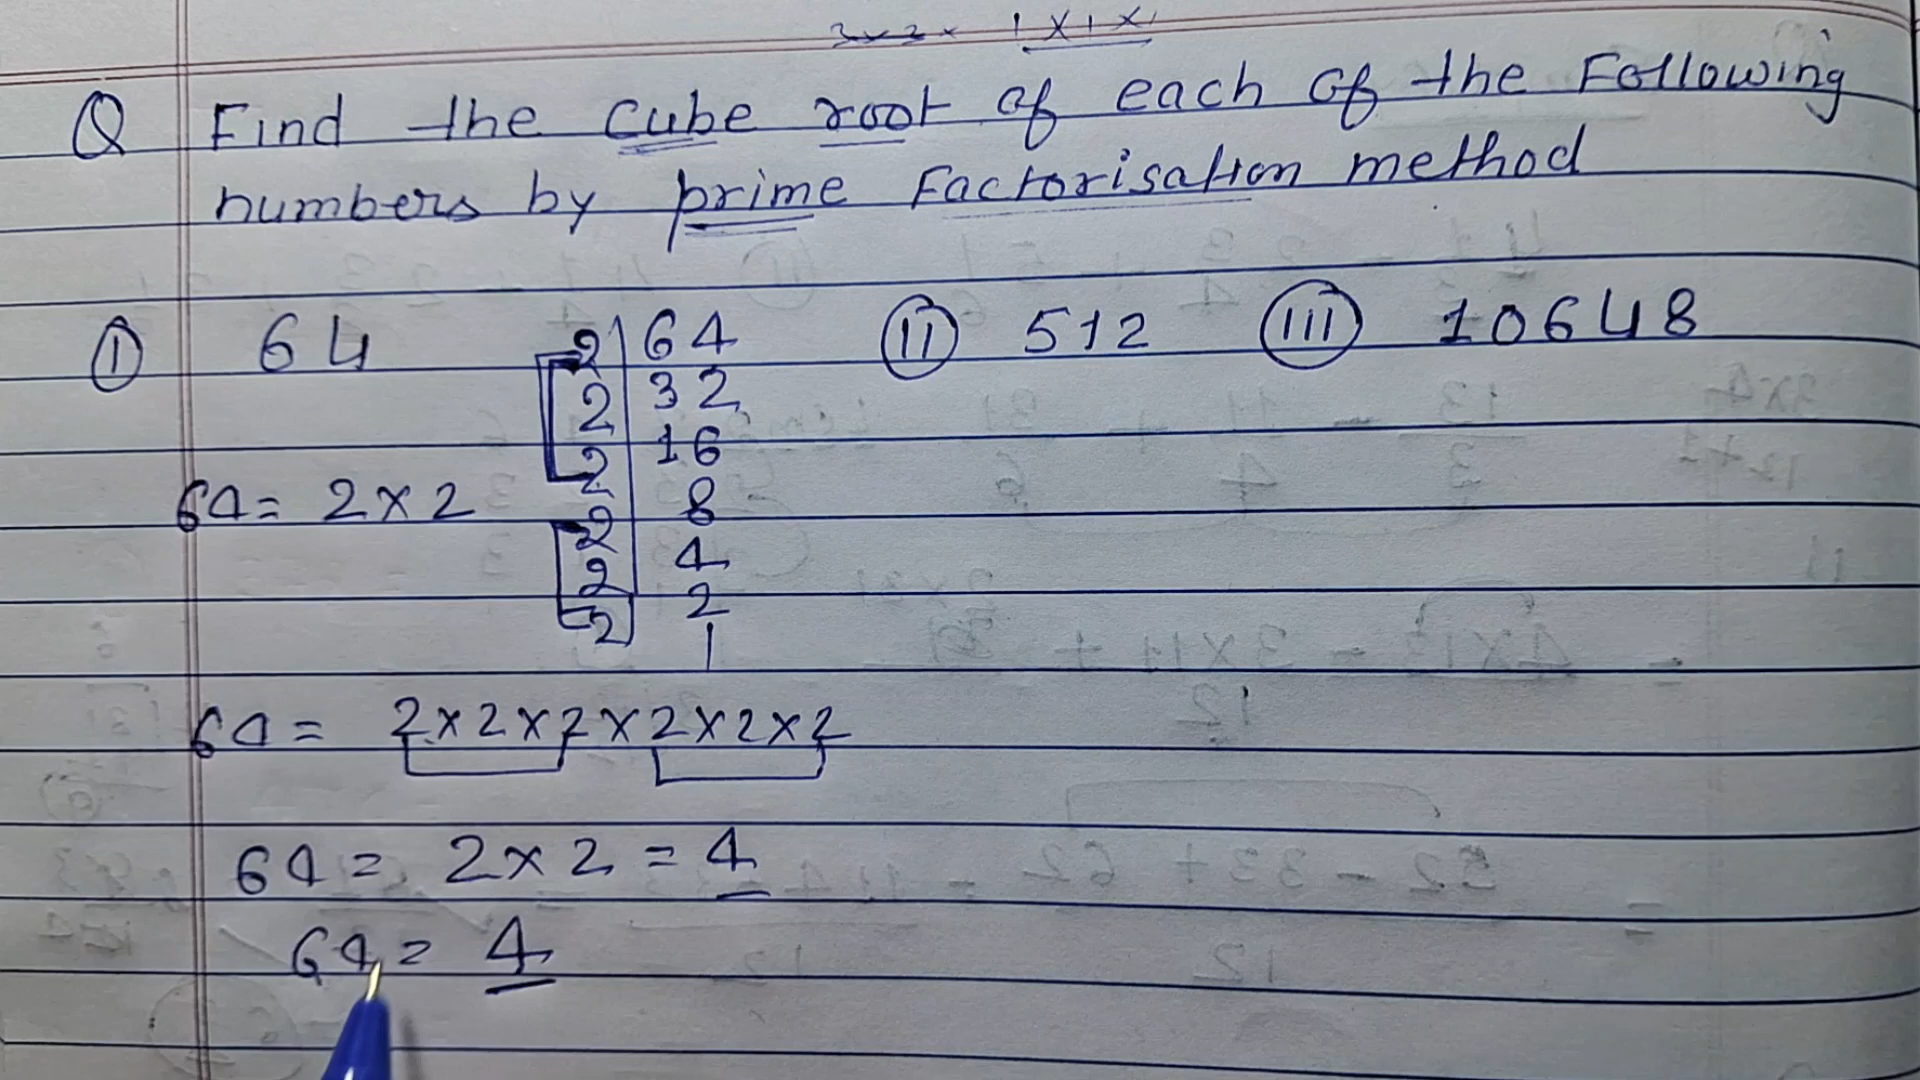 2x2x 1x1x1
Q Find the cube root of each of the Following
numbers by prime Factorisation method
(I) 64 (II) 512 (III) 10648
2 | 64
2 | 32
2 | 16
2 | 8
2 | 4
2 | 2
1
64 = 2 x 2
64 = 2 x 2 x 2 x 2 x 2 x 2
64 = 2 x 2 = 4
64 = 4